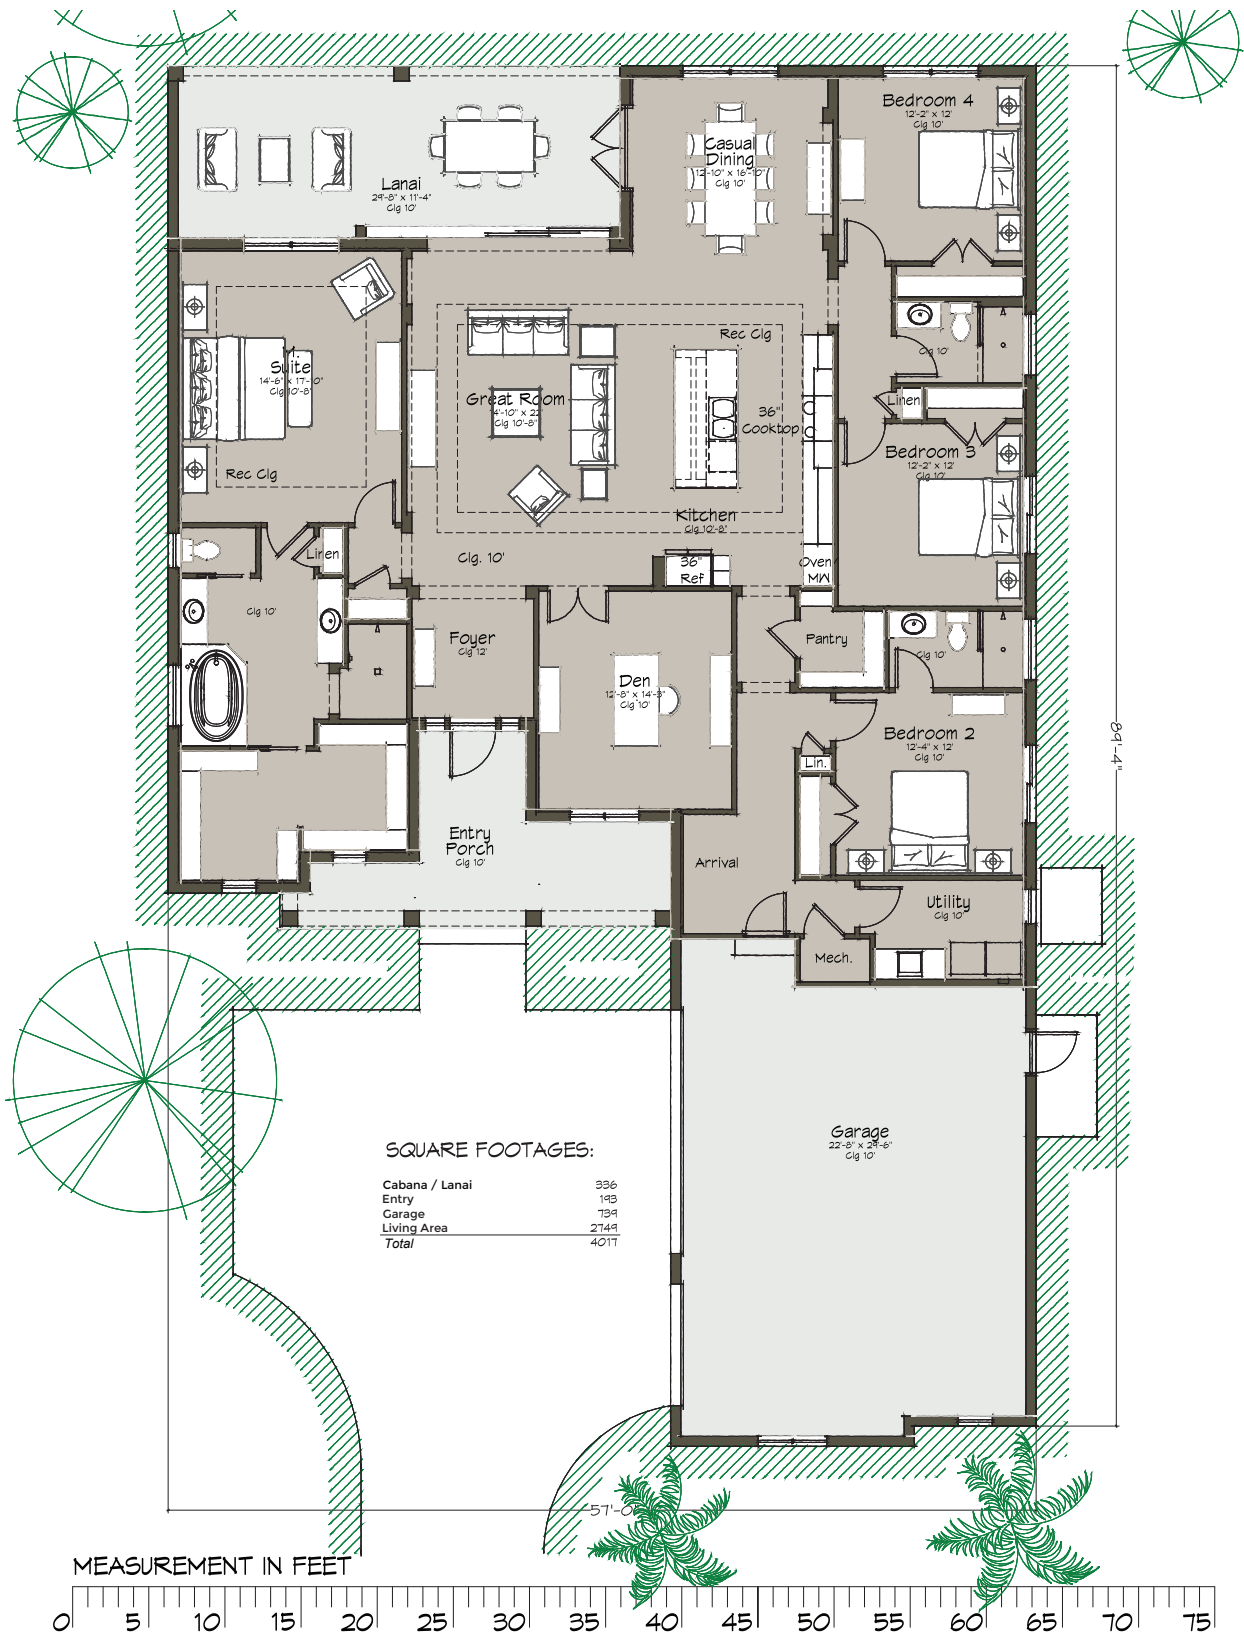 Bedroom 4
12'-2" x 12'
Clg 10'
Casual
Dining
12'-10" x 16'-10"
Clg 10'
Lanai
29'-8" x 11'-4"
Clg 10'
Rec Clg
Clg 10'
Suite
14'-6" x 17'-10"
Clg 10'-8"
Great Room
14'-10" x 22'
Clg 10'-8"
Linen
36"
Cooktop
Bedroom 3
12'-2" x 12'
Clg 10'
Rec Clg
Kitchen
Clg 10'-8"
Linen
Clg. 10'
36"
Ref
Oven
MW
Clg 10'
Foyer
Clg 12'
Pantry
Clg 10'
Den
12'-8" x 14'-3"
Clg 10'
Bedroom 2
12'-4" x 12'
Clg 10'
89'-4"
Lin.
Entry
Porch
Clg 10'
Arrival
Utility
Clg 10'
Mech.
Garage
22'-8" x 29'-6"
Clg 10'
SQUARE FOOTAGES:
Cabana / Lanai 336
Entry 193
Garage 739
Living Area 2749
Total 4017
57'-0
MEASUREMENT IN FEET
0 5 10 15 20 25 30 35 40 45 50 55 60 65 70 75